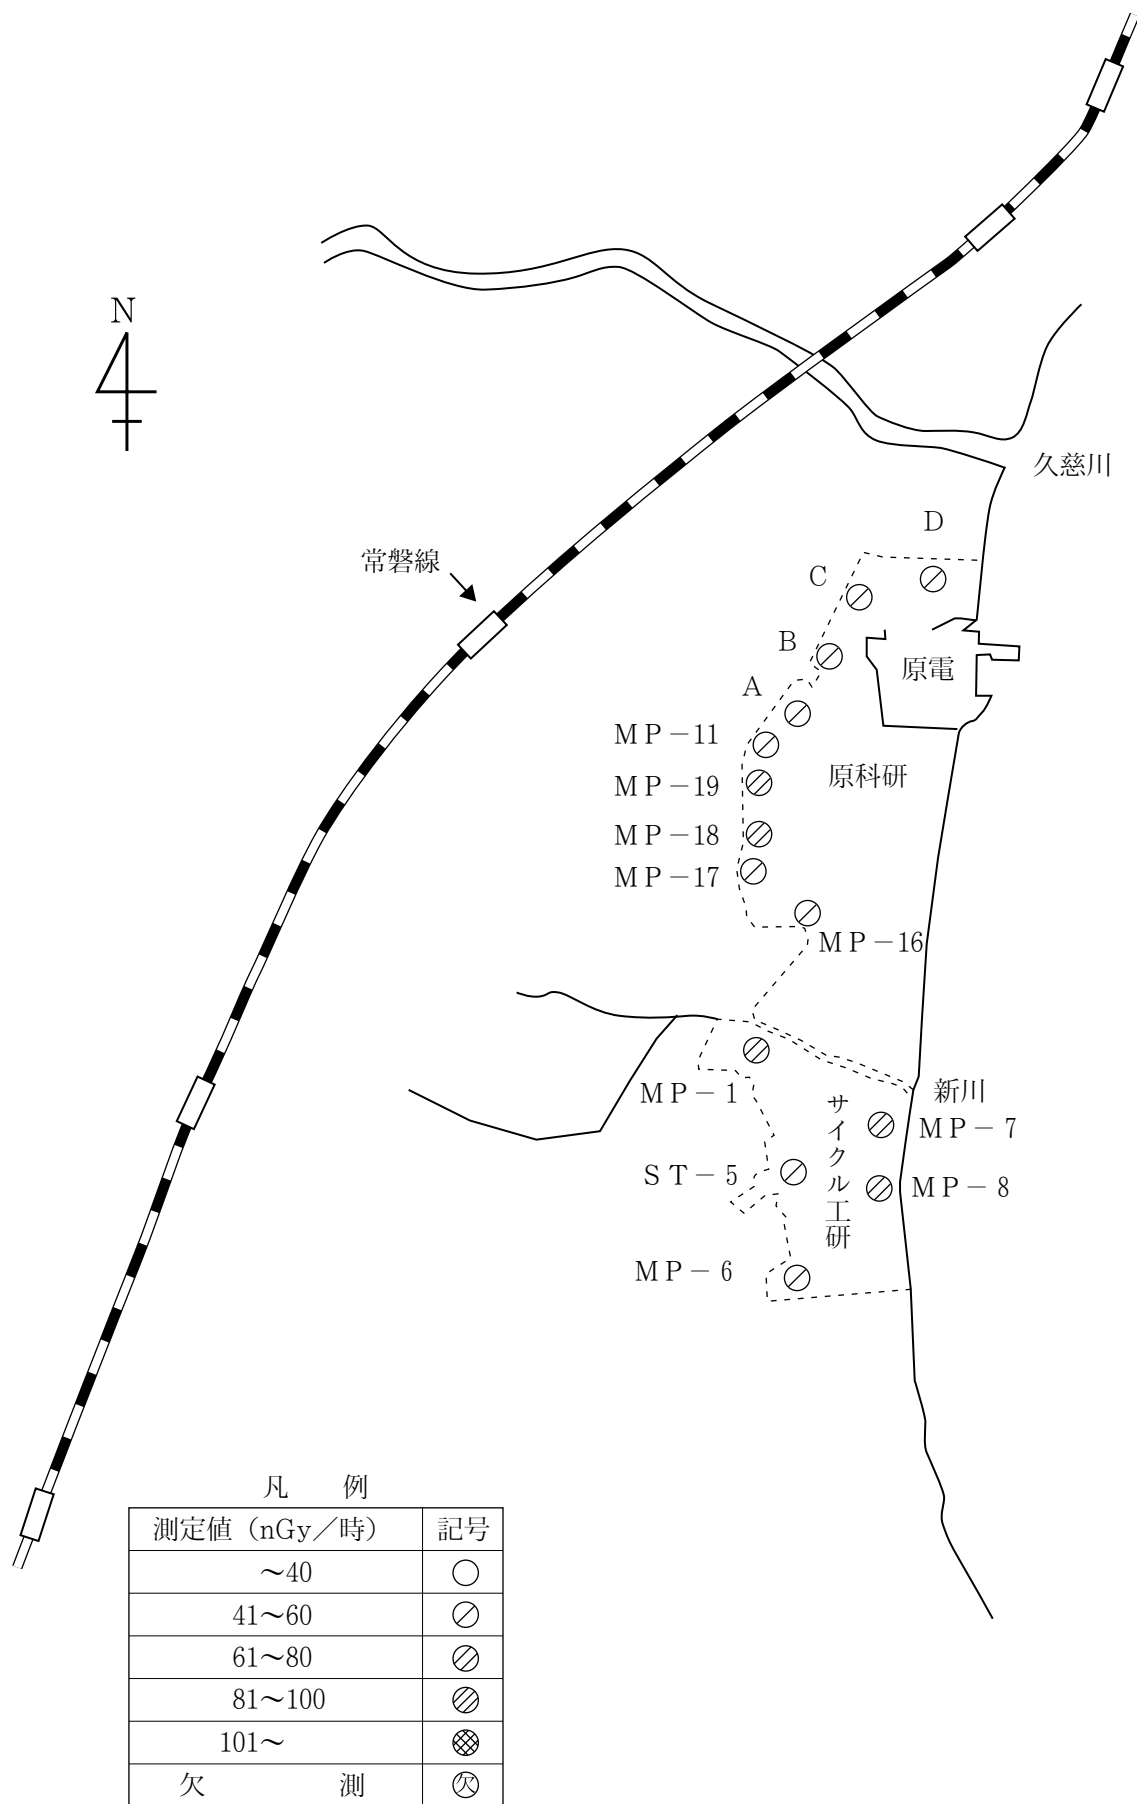 N
久慈川
D
常磐線
C
B
原電
A
MP－11
原科研
MP－19
MP－18
MP－17
MP－16
新川
MP－1
サイクル工研
MP－7
ST－5
MP－8
MP－6
凡　例
測定値（nGy／時） 記号
～40
41～60
61～80
81～100
101～
欠　測 欠